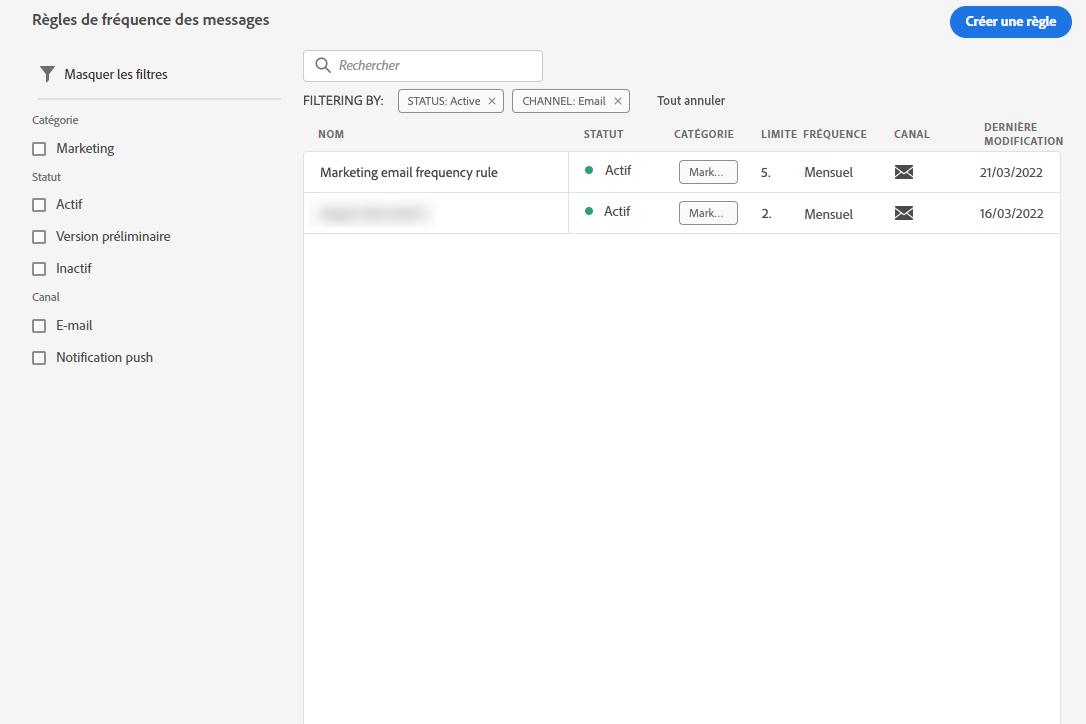 Règles de fréquence des messages
Créer une règle
Masquer les filtres
Catégorie
Marketing
Statut
Actif
Version préliminaire
Inactif
Canal
E-mail
Notification push
Rechercher
FILTERING BY: STATUS: Active CHANNEL: Email Tout annuler
NOM STATUT CATÉGORIE LIMITE FRÉQUENCE CANAL DERNIÈRE MODIFICATION
Marketing email frequency rule Actif Mark... 5. Mensuel 21/03/2022
Actif Mark... 2. Mensuel 16/03/2022